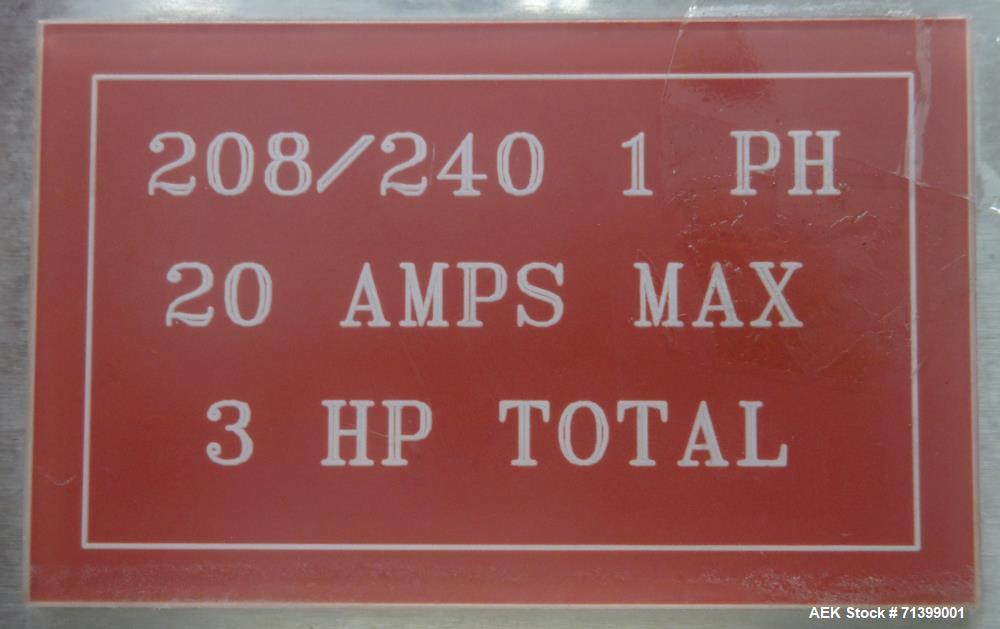 208/240 1 PH
20 AMPS MAX
3 HP TOTAL
AEK Stock # 71399001